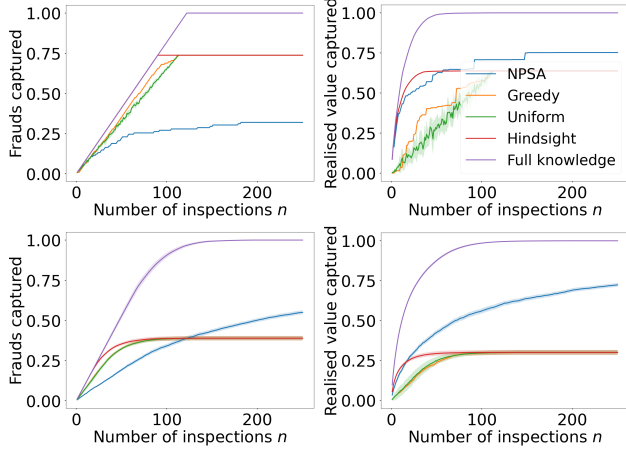 Frauds captured
1.00
0.75
0.50
0.25
0.00
0
100
200
Number of inspections n
Realised value captured
1.00
0.75
0.50
0.25
0.00
0
100
200
Number of inspections n
NPSA
Greedy
Uniform
Hindsight
Full knowledge
Frauds captured
1.00
0.75
0.50
0.25
0.00
0
100
200
Number of inspections n
Realised value captured
1.00
0.75
0.50
0.25
0.00
0
100
200
Number of inspections n